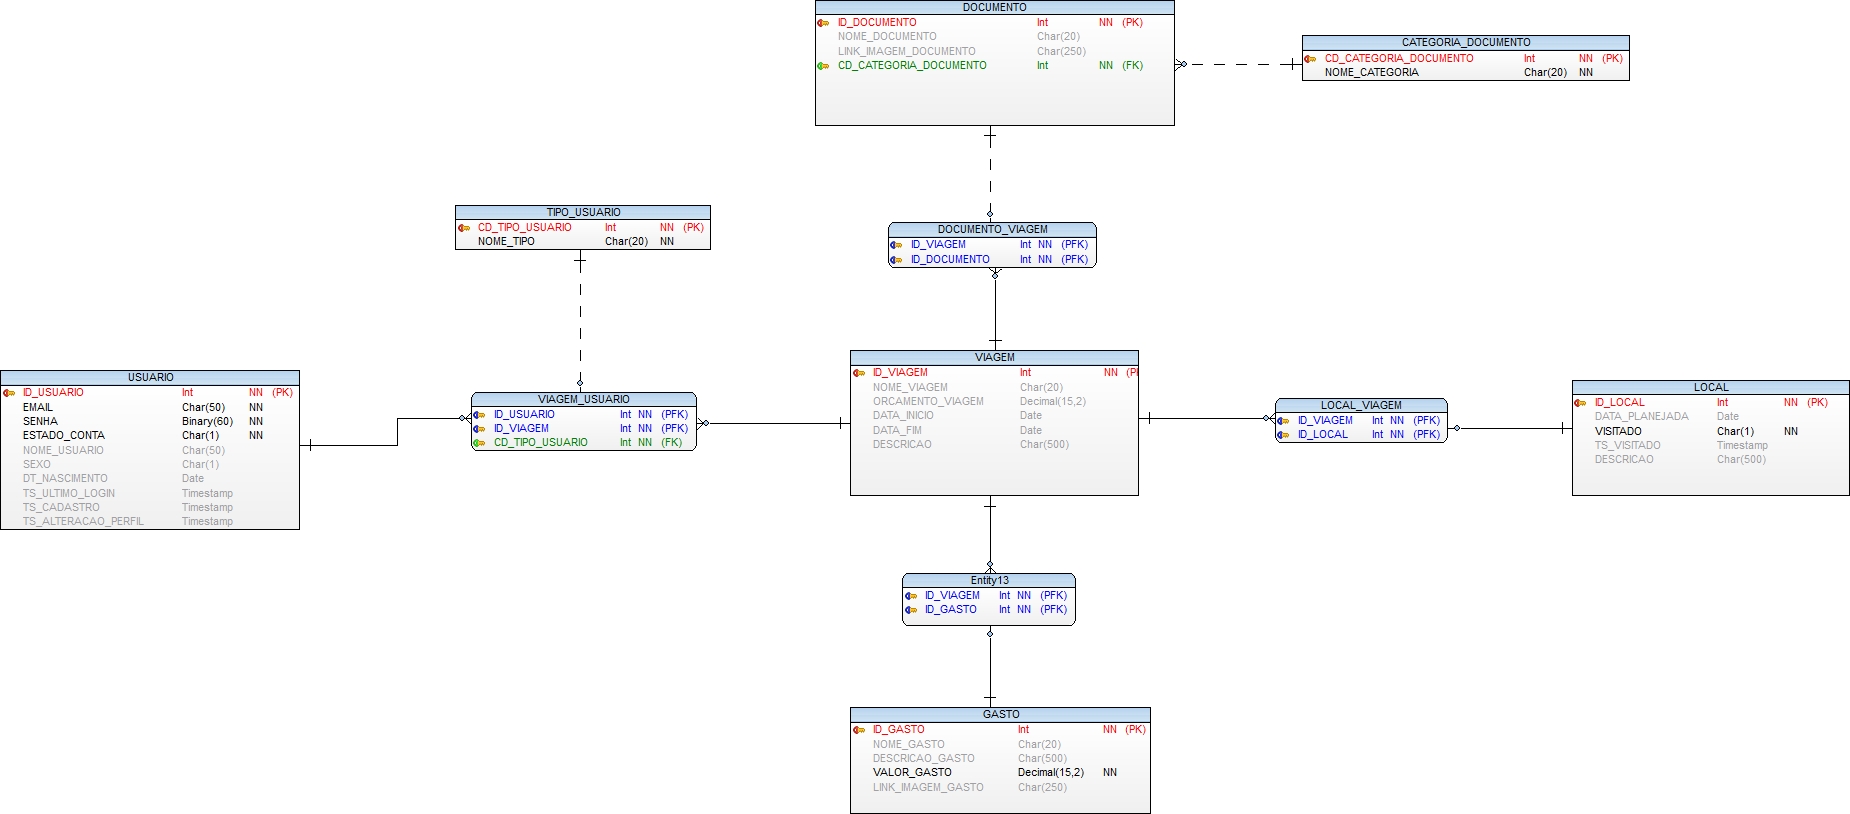 DOCUMENTO
ID_DOCUMENTO Int NN (PK)
NOME_DOCUMENTO Char(20)
LINK_IMAGEM_DOCUMENTO Char(250)
CD_CATEGORIA_DOCUMENTO Int NN (FK)
CATEGORIA_DOCUMENTO
CD_CATEGORIA_DOCUMENTO Int NN (PK)
NOME_CATEGORIA Char(20) NN
TIPO_USUARIO
CD_TIPO_USUARIO Int NN (PK)
NOME_TIPO Char(20) NN
DOCUMENTO_VIAGEM
ID_VIAGEM Int NN (PFK)
ID_DOCUMENTO Int NN (PFK)
USUARIO
ID_USUARIO Int NN (PK)
EMAIL Char(50) NN
SENHA Binary(60) NN
ESTADO_CONTA Char(1) NN
NOME_USUARIO Char(50)
SEXO Char(1)
DT_NASCIMENTO Date
TS_ULTIMO_LOGIN Timestamp
TS_CADASTRO Timestamp
TS_ALTERACAO_PERFIL Timestamp
VIAGEM_USUARIO
ID_USUARIO Int NN (PFK)
ID_VIAGEM Int NN (PFK)
CD_TIPO_USUARIO Int NN (FK)
VIAGEM
ID_VIAGEM Int NN (PK
NOME_VIAGEM Char(20)
ORCAMENTO_VIAGEM Decimal(15,2)
DATA_INICIO Date
DATA_FIM Date
DESCRICAO Char(500)
LOCAL_VIAGEM
ID_VIAGEM Int NN (PFK)
ID_LOCAL Int NN (PFK)
LOCAL
ID_LOCAL Int NN (PK)
DATA_PLANEJADA Date
VISITADO Char(1) NN
TS_VISITADO Timestamp
DESCRICAO Char(500)
Entity13
ID_VIAGEM Int NN (PFK)
ID_GASTO Int NN (PFK)
GASTO
ID_GASTO Int NN (PK)
NOME_GASTO Char(20)
DESCRICAO_GASTO Char(500)
VALOR_GASTO Decimal(15,2) NN
LINK_IMAGEM_GASTO Char(250)